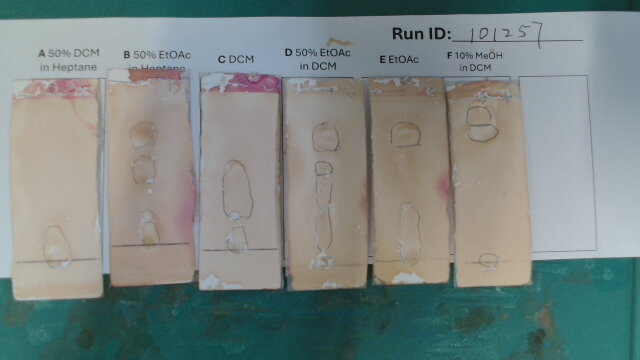 Run ID: 101257
A 50% DCM
in Heptane
B 50% EtOAc
in Heptane
C DCM
D 50% EtOAc
in DCM
E EtOAc
F 10% MeOH
in DCM